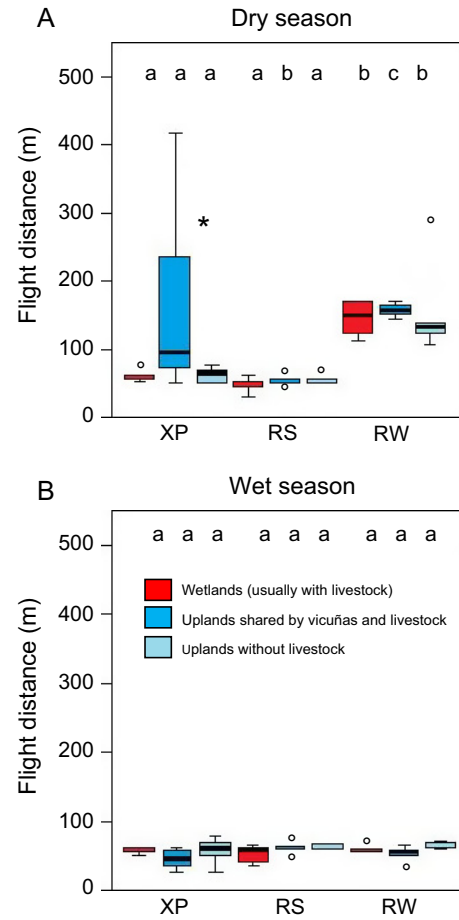 A
Dry season
Flight distance (m)
500
400
300
200
100
0
a a a a b a b c b
*
XP RS RW
B
Wet season
Flight distance (m)
500
400
300
200
100
0
a a a a a a a a a
Wetlands (usually with livestock)
Uplands shared by vicuñas and livestock
Uplands without livestock
XP RS RW